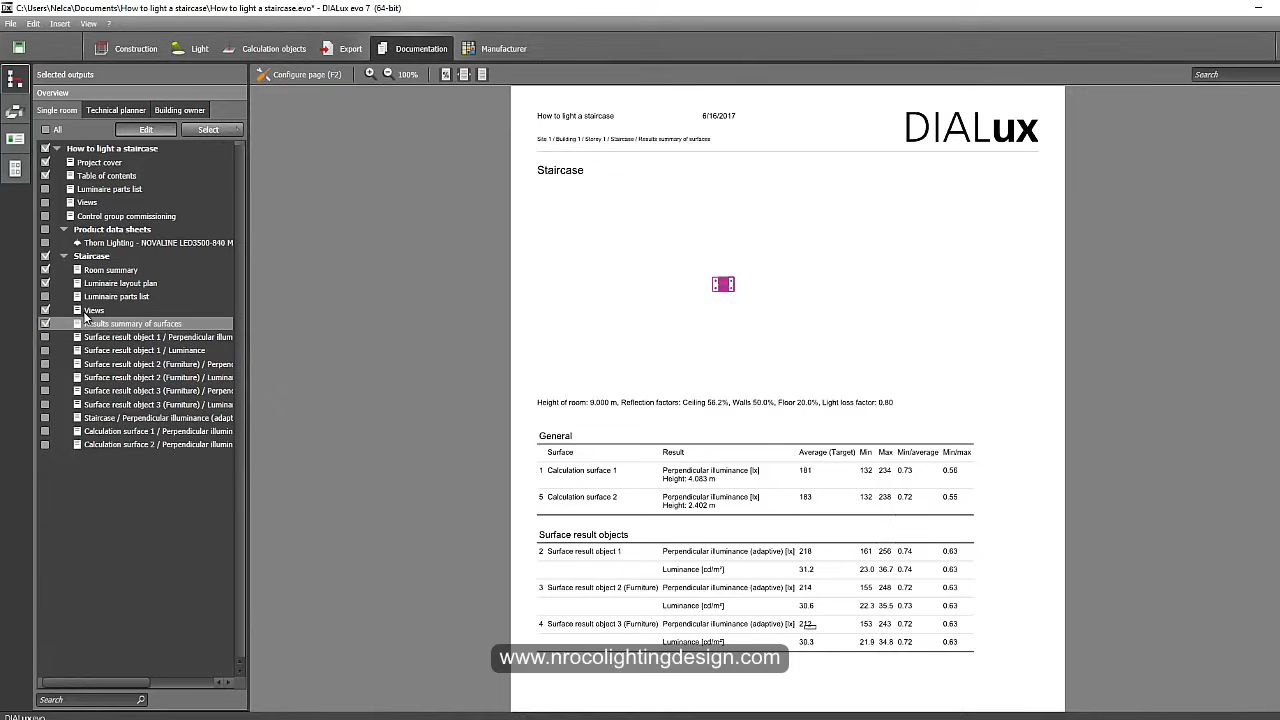 C:\Users\Nelca\Documents\How to light a staircase\How to light a staircase.evo* - DIALux evo 7 (64-bit)
File Edit Insert View ?
Construction Light Calculation objects Export Documentation Manufacturer
Selected outputs
Configure page (F2) 100% Search
Overview
Single room Technical planner Building owner
All Edit Select
How to light a staircase
Project cover
Table of contents
Luminaire parts list
Views
Control group commissioning
Product data sheets
Thorn Lighting - NOVALINE LED3500-840 M
Staircase
Room summary
Luminaire layout plan
Luminaire parts list
Views
Results summary of surfaces
Surface result object 1 / Perpendicular illum
Surface result object 1 / Luminance
Surface result object 2 (Furniture) / Perpend
Surface result object 2 (Furniture) / Lumina
Surface result object 3 (Furniture) / Perpend
Surface result object 3 (Furniture) / Lumina
Staircase / Perpendicular illuminance (adapt
Calculation surface 1 / Perpendicular illumin
Calculation surface 2 / Perpendicular illumin
Search
DIALux evo
How to light a staircase 6/16/2017
DIALux
Site 1 / Building 1 / Storey 1 / Staircase / Results summary of surfaces
Staircase
Height of room: 9.000 m, Reflection factors: Ceiling 56.2%, Walls 50.0%, Floor 20.0%, Light loss factor: 0.80
General
Surface Result Average (Target) Min Max Min/average Min/max
1 Calculation surface 1 Perpendicular illuminance [lx] 181 132 234 0.73 0.56
Height: 4.083 m
5 Calculation surface 2 Perpendicular illuminance [lx] 183 132 238 0.72 0.55
Height: 2.402 m
Surface result objects
2 Surface result object 1 Perpendicular illuminance (adaptive) [lx] 218 161 256 0.74 0.63
Luminance [cd/m²] 31.2 23.0 36.7 0.74 0.63
3 Surface result object 2 (Furniture) Perpendicular illuminance (adaptive) [lx] 214 155 248 0.72 0.63
Luminance [cd/m²] 30.6 22.3 35.5 0.73 0.63
4 Surface result object 3 (Furniture) Perpendicular illuminance (adaptive) [lx] 212 153 243 0.72 0.63
Luminance [cd/m²] 30.3 21.9 34.8 0.72 0.63
www.nrocolightingdesign.com